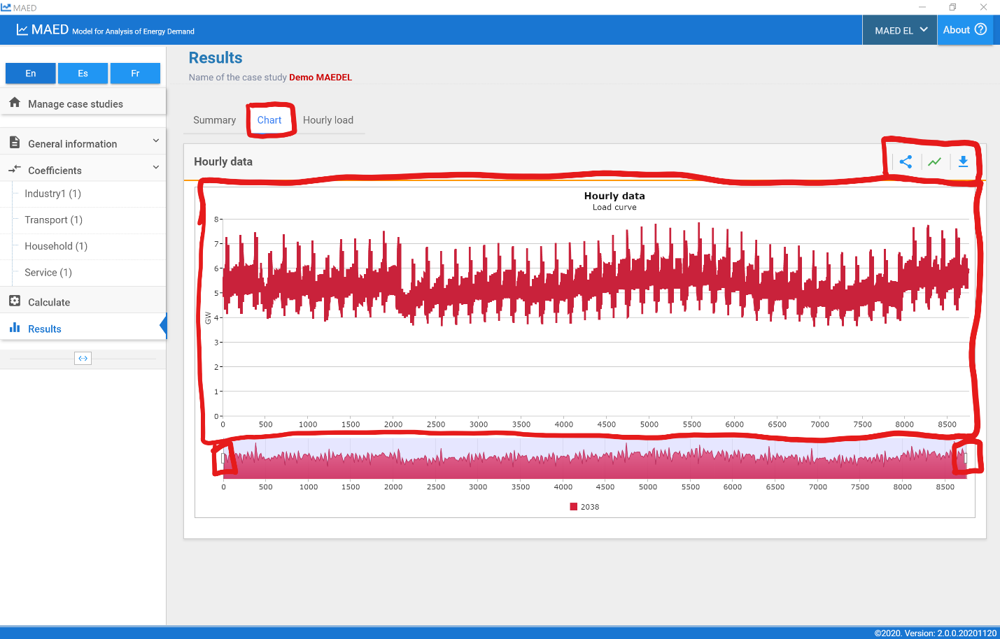 MAED
MAED Model for Analysis of Energy Demand
MAED EL
About
En
Es
Fr
Manage case studies
General information
Coefficients
Industry1 (1)
Transport (1)
Household (1)
Service (1)
Calculate
Results
Results
Name of the case study Demo MAEDEL
Summary
Chart
Hourly load
Hourly data
Hourly data
Load curve
8
7
6
5
4
3
2
1
0
GW
0 500 1000 1500 2000 2500 3000 3500 4000 4500 5000 5500 6000 6500 7000 7500 8000 8500
0 500 1000 1500 2000 2500 3000 3500 4000 4500 5000 5500 6000 6500 7000 7500 8000 8500
2038
©2020. Version: 2.0.0.20201120